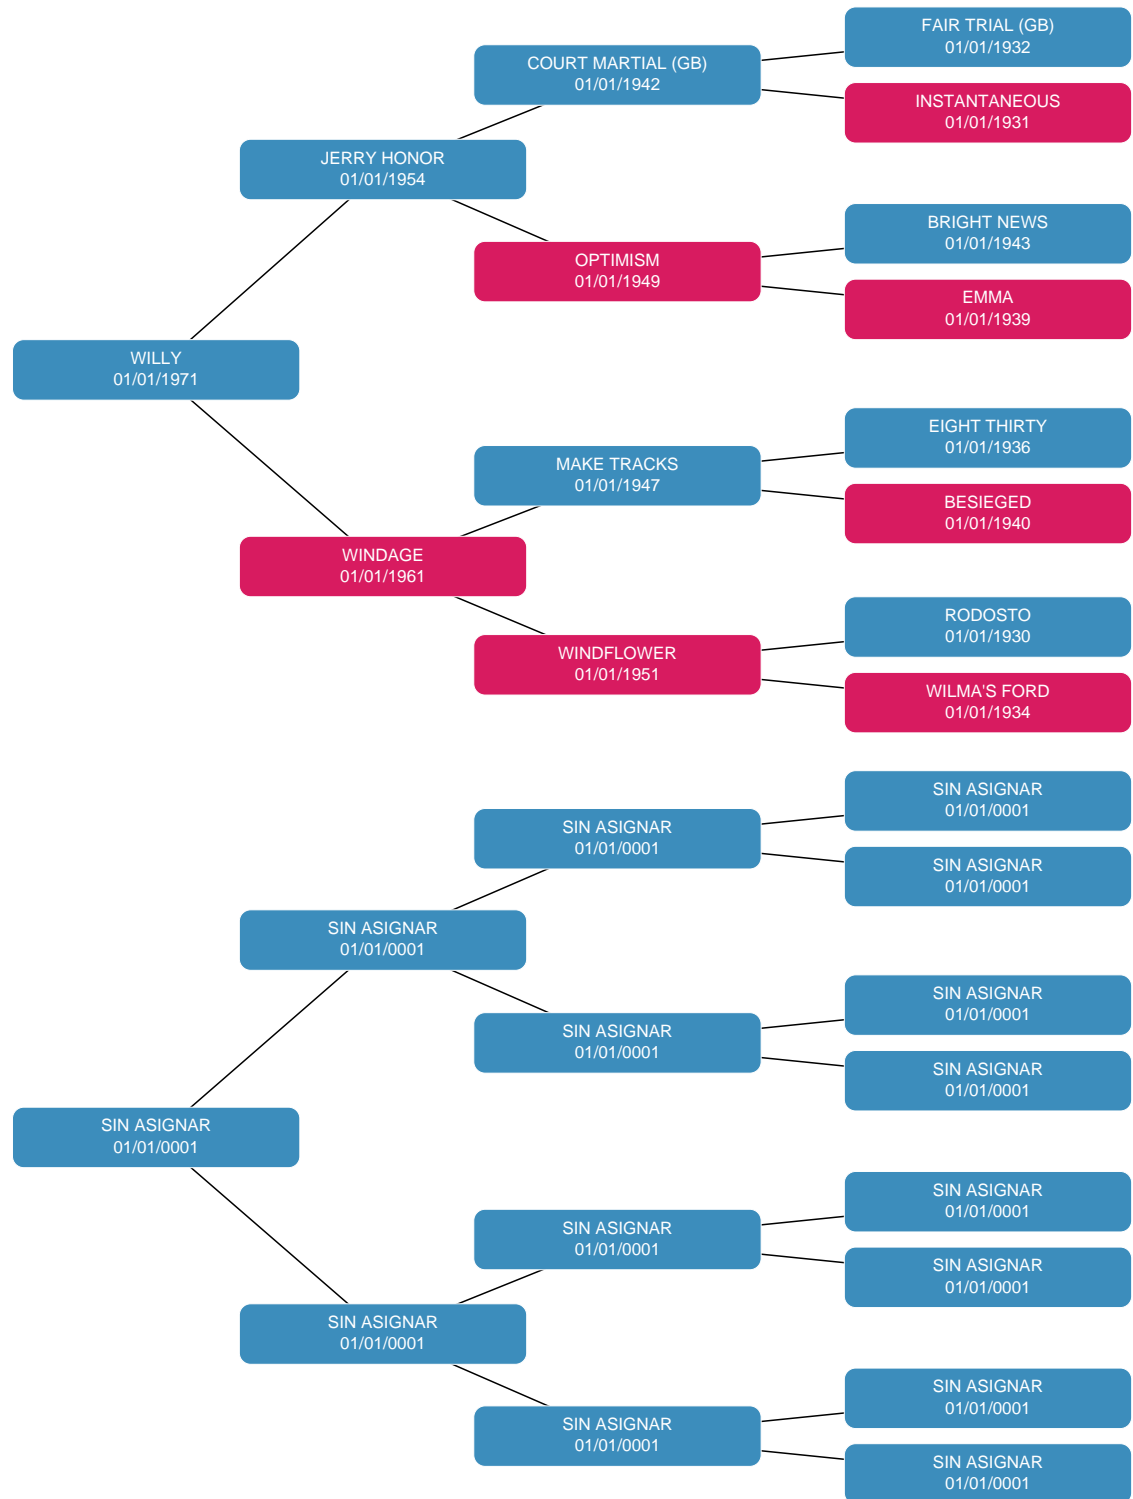 FAIR TRIAL (GB)
01/01/1932
COURT MARTIAL (GB)
01/01/1942
INSTANTANEOUS
01/01/1931
JERRY HONOR
01/01/1954
BRIGHT NEWS
01/01/1943
OPTIMISM
01/01/1949
EMMA
01/01/1939
WILLY
01/01/1971
EIGHT THIRTY
01/01/1936
MAKE TRACKS
01/01/1947
BESIEGED
01/01/1940
WINDAGE
01/01/1961
RODOSTO
01/01/1930
WINDFLOWER
01/01/1951
WILMA'S FORD
01/01/1934
SIN ASIGNAR
01/01/0001
SIN ASIGNAR
01/01/0001
SIN ASIGNAR
01/01/0001
SIN ASIGNAR
01/01/0001
SIN ASIGNAR
01/01/0001
SIN ASIGNAR
01/01/0001
SIN ASIGNAR
01/01/0001
SIN ASIGNAR
01/01/0001
SIN ASIGNAR
01/01/0001
SIN ASIGNAR
01/01/0001
SIN ASIGNAR
01/01/0001
SIN ASIGNAR
01/01/0001
SIN ASIGNAR
01/01/0001
SIN ASIGNAR
01/01/0001
SIN ASIGNAR
01/01/0001